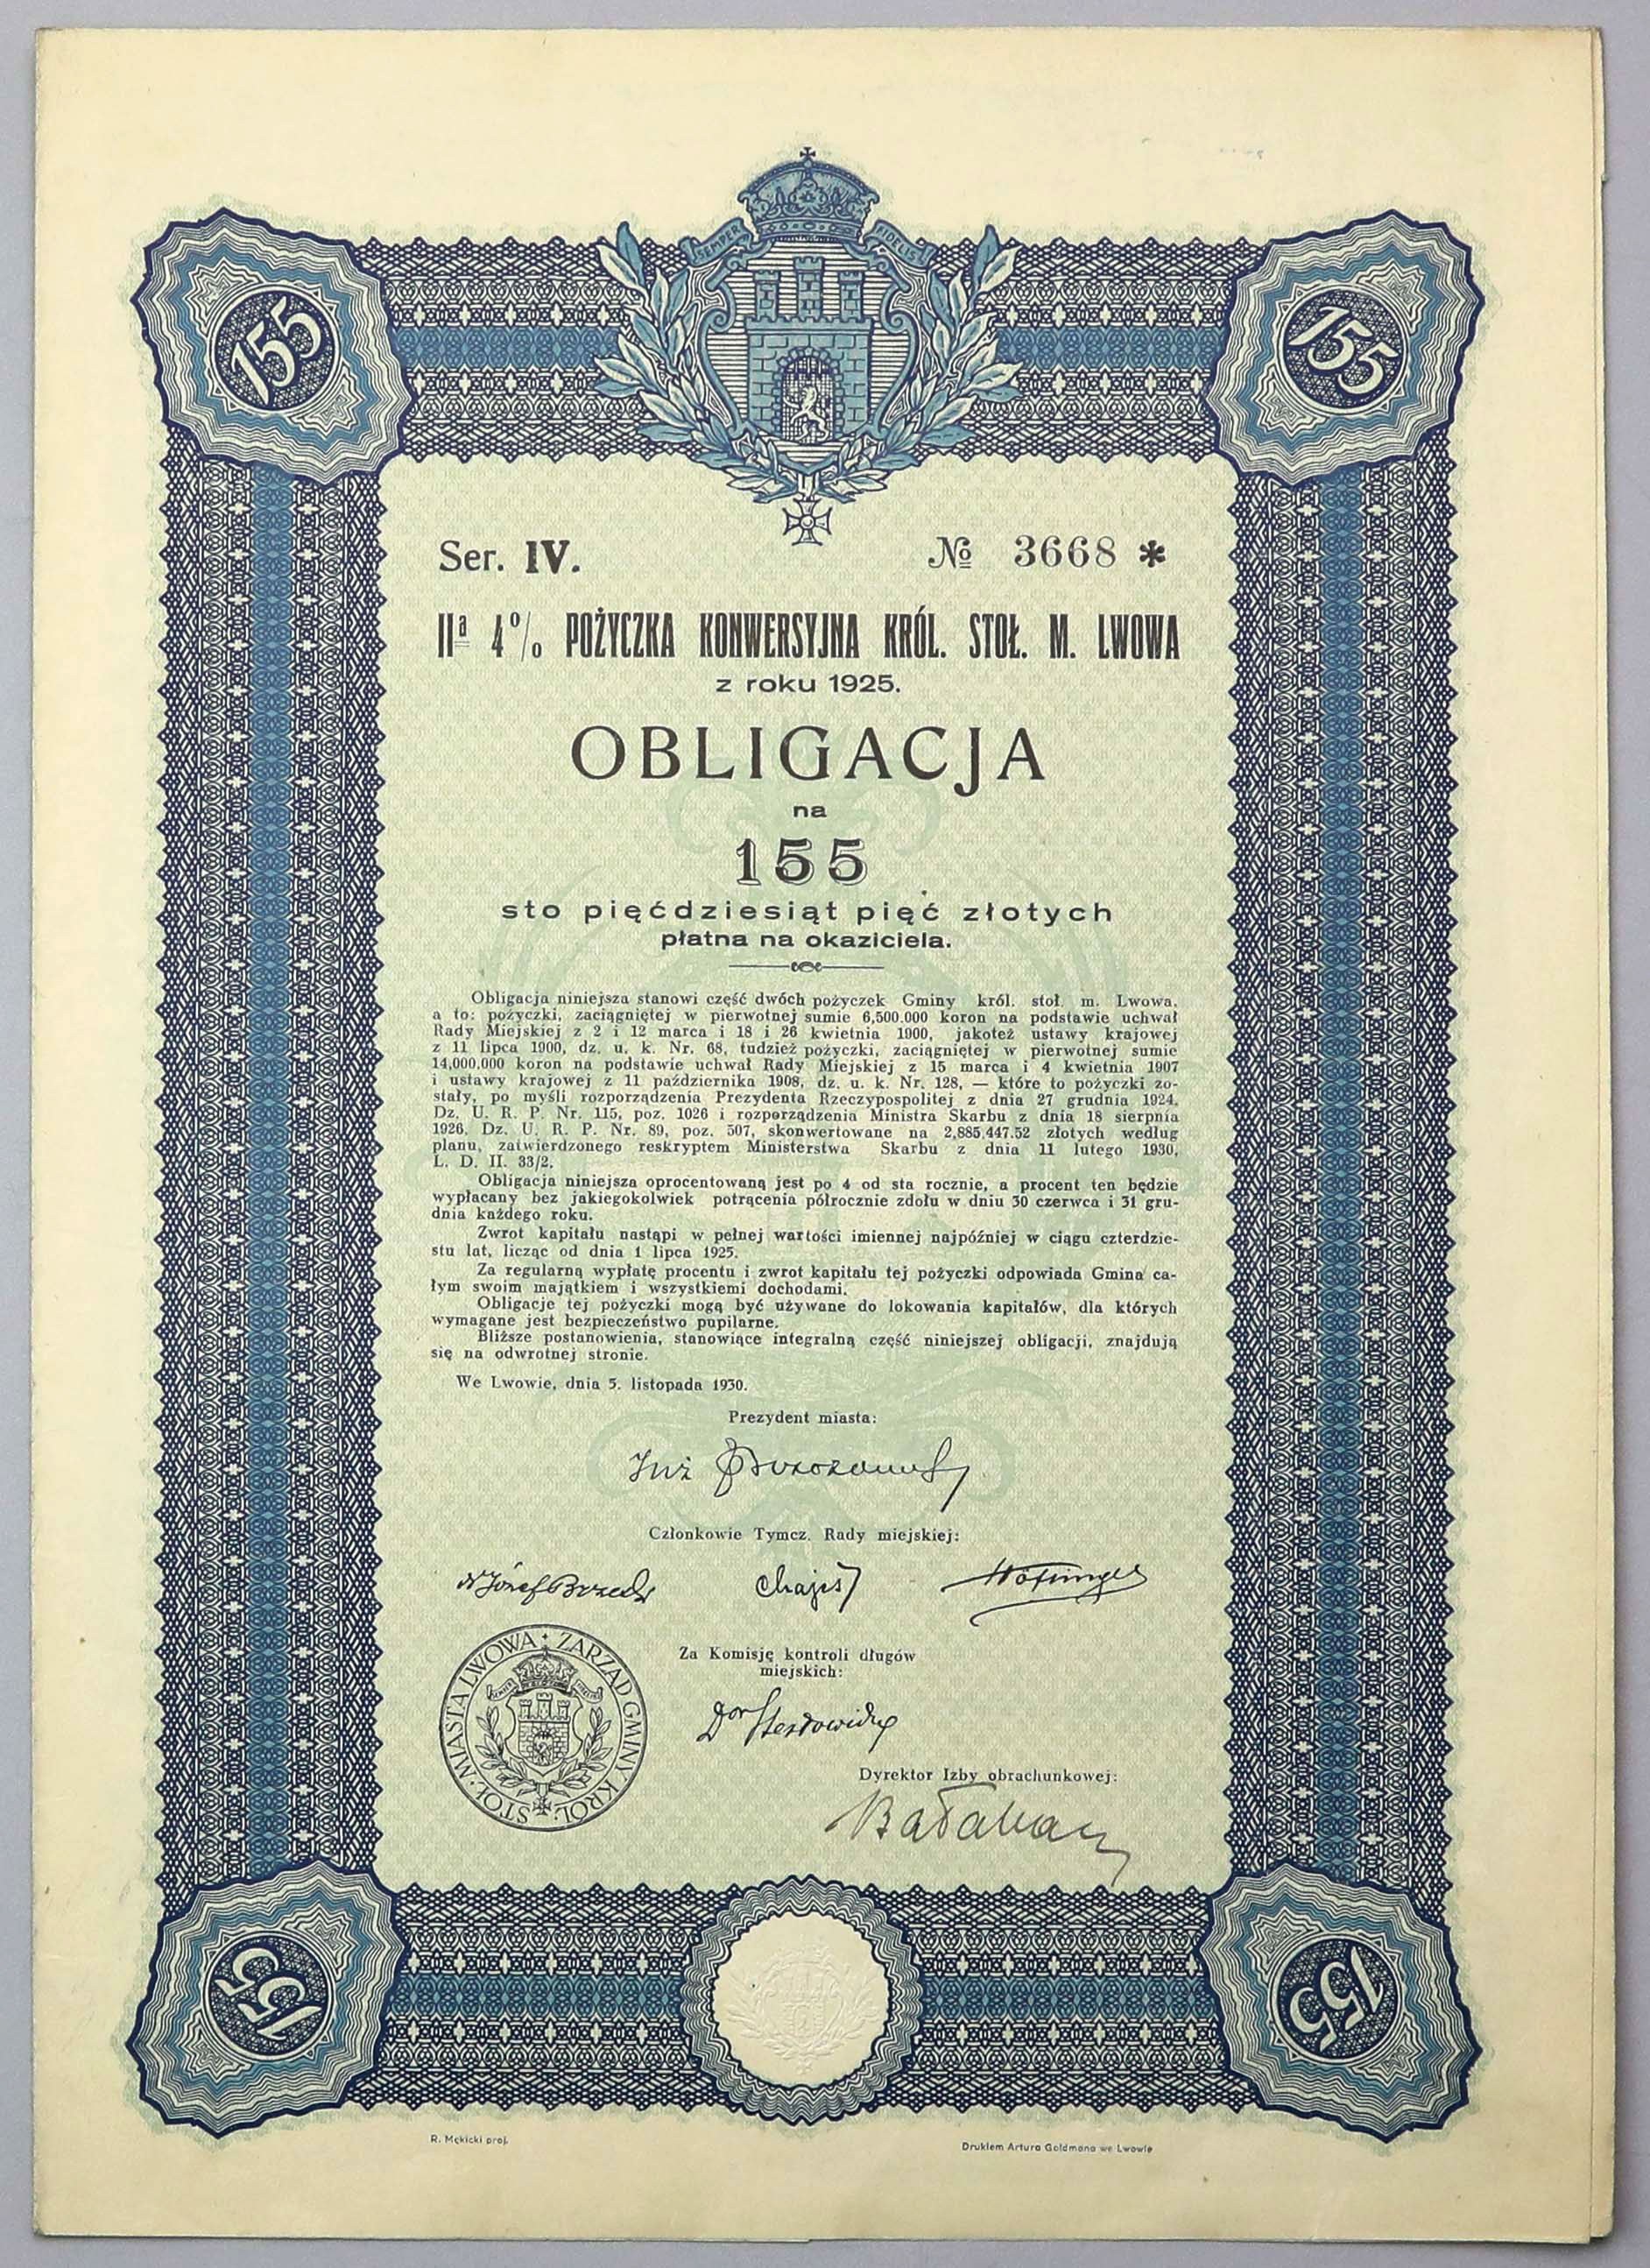 SEMPER FIDELIS
155
155
Ser. IV.
№ 3668 *
IIª 4% POŻYCZKA KONWERSYJNA KRÓL. STOŁ. M. LWOWA
z roku 1925.
OBLIGACJA
na
155
sto pięćdziesiąt pięć złotych
płatna na okaziciela.
Obligacja niniejsza stanowi część dwóch pożyczek Gminy król. stoł. m. Lwowa,
a to: pożyczki, zaciągniętej w pierwotnej sumie 6,500.000 koron na podstawie uchwał
Rady Miejskiej z 2 i 12 marca i 18 i 26 kwietnia 1900, jakoteż ustawy krajowej
z 11 lipca 1900, dz. u. k. Nr. 68, tudzież pożyczki, zaciągniętej w pierwotnej sumie
14,000.000 koron na podstawie uchwał Rady Miejskiej z 15 marca i 4 kwietnia 1907
i ustawy krajowej z 11 października 1908, dz. u. k. Nr. 128, — które to pożyczki zo-
stały, po myśli rozporządzenia Prezydenta Rzeczypospolitej z dnia 27 grudnia 1924,
Dz. U. R. P. Nr. 115, poz. 1026 i rozporządzenia Ministra Skarbu z dnia 18 sierpnia
1926, Dz. U. R. P. Nr. 89, poz. 507, skonwertowane na 2,885.447.52 złotych według
planu, zatwierdzonego reskryptem Ministerstwa Skarbu z dnia 11 lutego 1930,
L. D. II. 33/2.
Obligacja niniejsza oprocentowaną jest po 4 od sta rocznie, a procent ten będzie
wypłacany bez jakiegokolwiek potrącenia półrocznie zdołu w dniu 30 czerwca i 31 gru-
dnia każdego roku.
Zwrot kapitału nastąpi w pełnej wartości imiennej najpóźniej w ciągu czterdzie-
stu lat, licząc od dnia 1 lipca 1925.
Za regularną wypłatę procentu i zwrot kapitału tej pożyczki odpowiada Gmina ca-
łym swoim majątkiem i wszystkiemi dochodami.
Obligacje tej pożyczki mogą być używane do lokowania kapitałów, dla których
wymagane jest bezpieczeństwo pupilarne.
Bliższe postanowienia, stanowiące integralną część niniejszej obligacji, znajdują
się na odwrotnej stronie.
We Lwowie, dnia 5. listopada 1930.
Prezydent miasta:
Członkowie Tymcz. Rady miejskiej:
Chajes
Za Komisję kontroli długów
miejskich:
ZARZĄD GMINY KRÓL. STOŁ. MIASTA LWOWA
Dyrektor Izby obrachunkowej:
Bałaban
155
155
R. Mękicki proj.
Drukiem Artura Goldmana we Lwowie